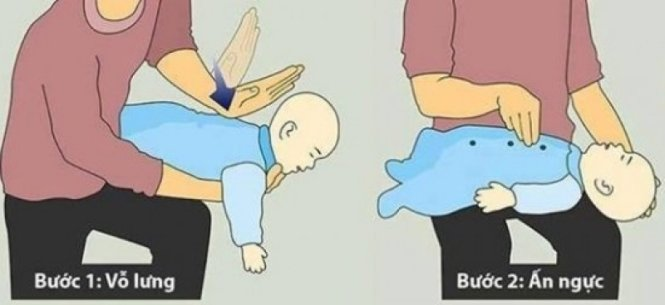 Bước 1: Vỗ lưng
Bước 2: Ấn ngực